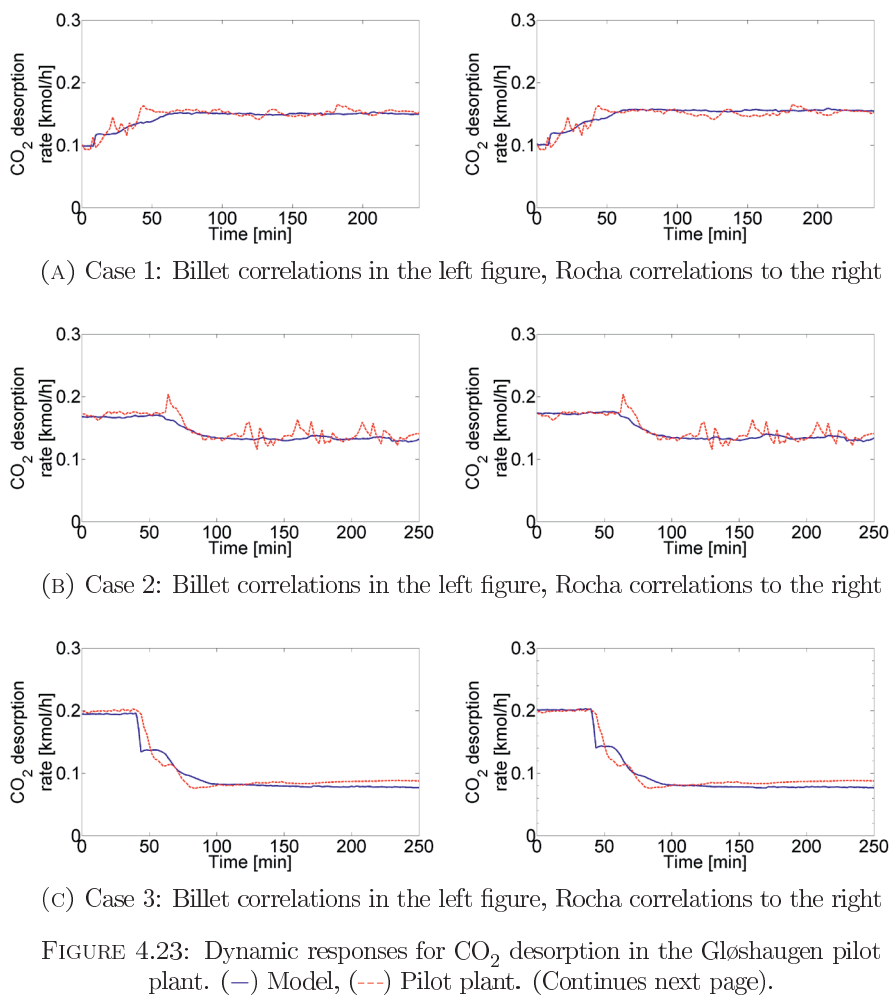 0.3
0.2
0.1
0
CO2 desorption
rate [kmol/h]
0 50 100 150 200
Time [min]
0.3
0.2
0.1
0
CO2 desorption
rate [kmol/h]
0 50 100 150 200
Time [min]
(A) Case 1: Billet correlations in the left figure, Rocha correlations to the right
0.3
0.2
0.1
0
CO2 desorption
rate [kmol/h]
0 50 100 150 200 250
Time [min]
0.3
0.2
0.1
0
CO2 desorption
rate [kmol/h]
0 50 100 150 200 250
Time [min]
(B) Case 2: Billet correlations in the left figure, Rocha correlations to the right
0.3
0.2
0.1
0
CO2 desorption
rate [kmol/h]
0 50 100 150 200 250
Time [min]
0.3
0.2
0.1
0
CO2 desorption
rate [kmol/h]
0 50 100 150 200 250
Time [min]
(C) Case 3: Billet correlations in the left figure, Rocha correlations to the right
FIGURE 4.23: Dynamic responses for CO2 desorption in the Gløshaugen pilot
plant. (—) Model, (---) Pilot plant. (Continues next page).